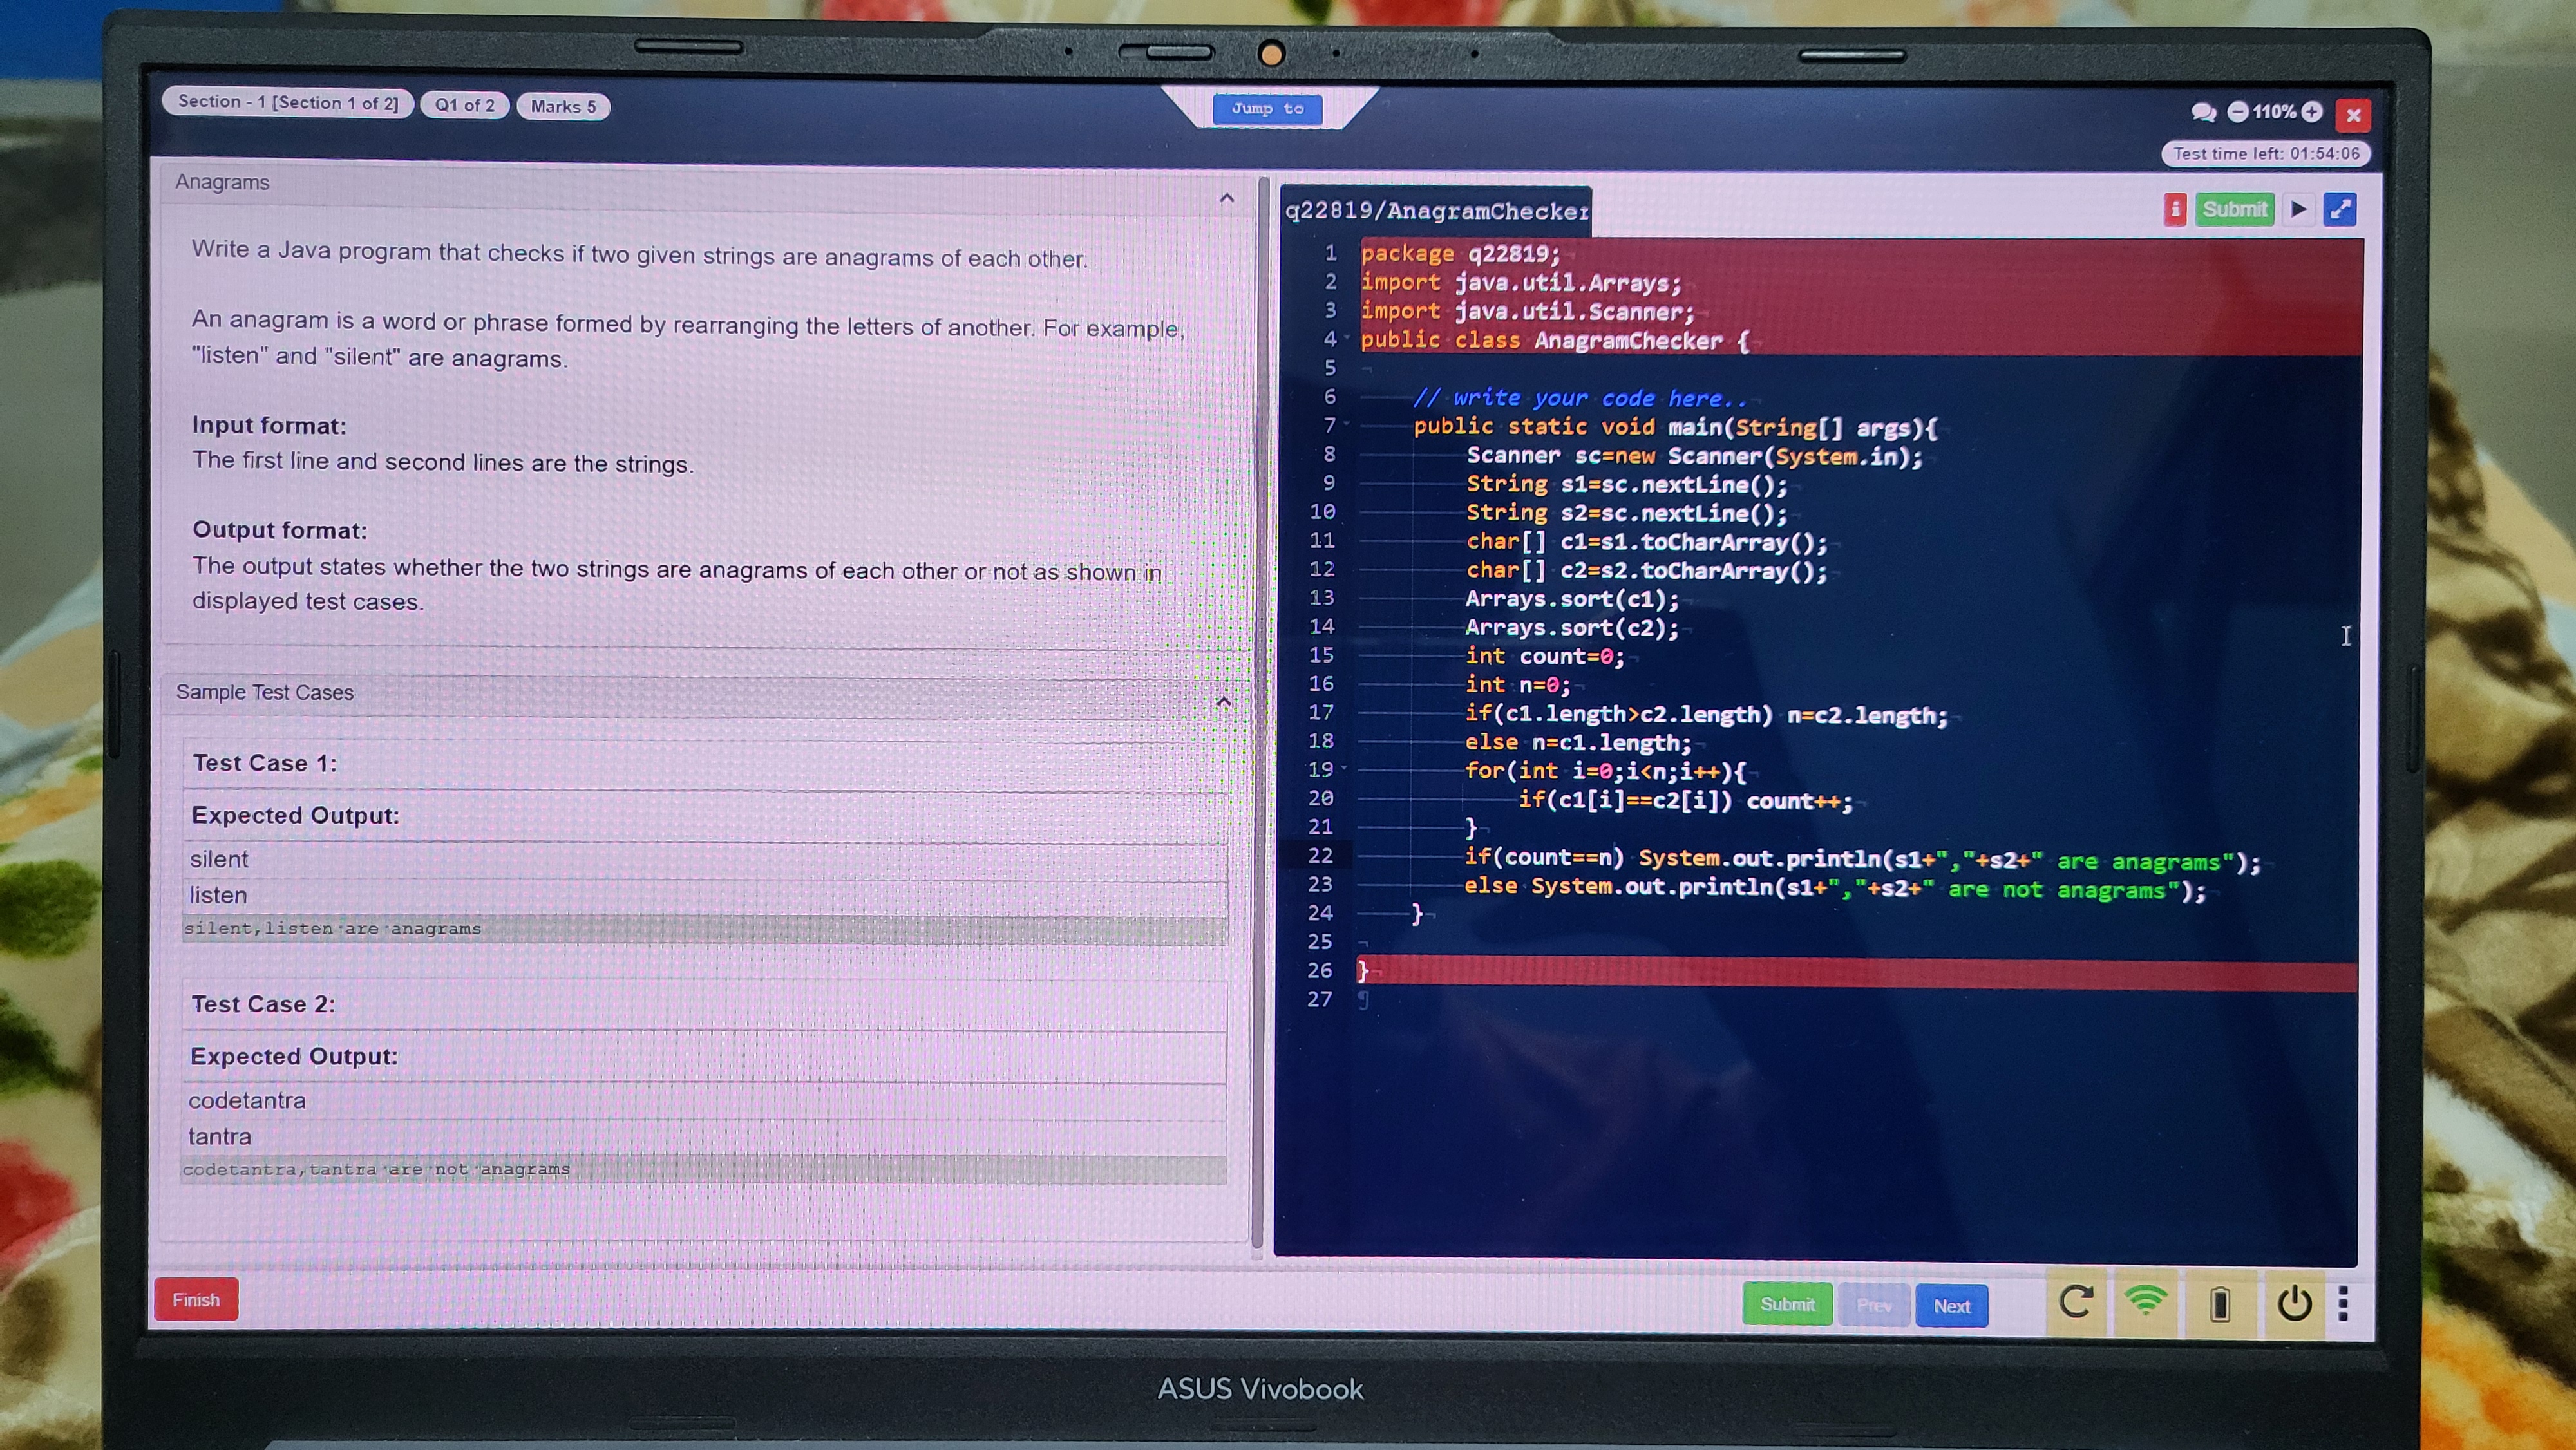 Section - 1 [Section 1 of 2] Q1 of 2 Marks 5
Jump to
110%
Test time left: 01:54:06
Anagrams
Write a Java program that checks if two given strings are anagrams of each other.
An anagram is a word or phrase formed by rearranging the letters of another. For example,
"listen" and "silent" are anagrams.
Input format:
The first line and second lines are the strings.
Output format:
The output states whether the two strings are anagrams of each other or not as shown in
displayed test cases.
Sample Test Cases
Test Case 1:
Expected Output:
silent
listen
silent,listen are anagrams
Test Case 2:
Expected Output:
codetantra
tantra
codetantra,tantra are not anagrams
q22819/AnagramChecker
Submit
1 package q22819;
2 import java.util.Arrays;
3 import java.util.Scanner;
4 public class AnagramChecker {
5
6 // write your code here..
7 public static void main(String[] args){
8 Scanner sc=new Scanner(System.in);
9 String s1=sc.nextLine();
10 String s2=sc.nextLine();
11 char[] c1=s1.toCharArray();
12 char[] c2=s2.toCharArray();
13 Arrays.sort(c1);
14 Arrays.sort(c2);
15 int count=0;
16 int n=0;
17 if(c1.length>c2.length) n=c2.length;
18 else n=c1.length;
19 for(int i=0;i<n;i++){
20 if(c1[i]==c2[i]) count++;
21 }
22 if(count==n) System.out.println(s1+","+s2+" are anagrams");
23 else System.out.println(s1+","+s2+" are not anagrams");
24 }
25
26 }
27
Finish
Submit Prev Next
ASUS Vivobook